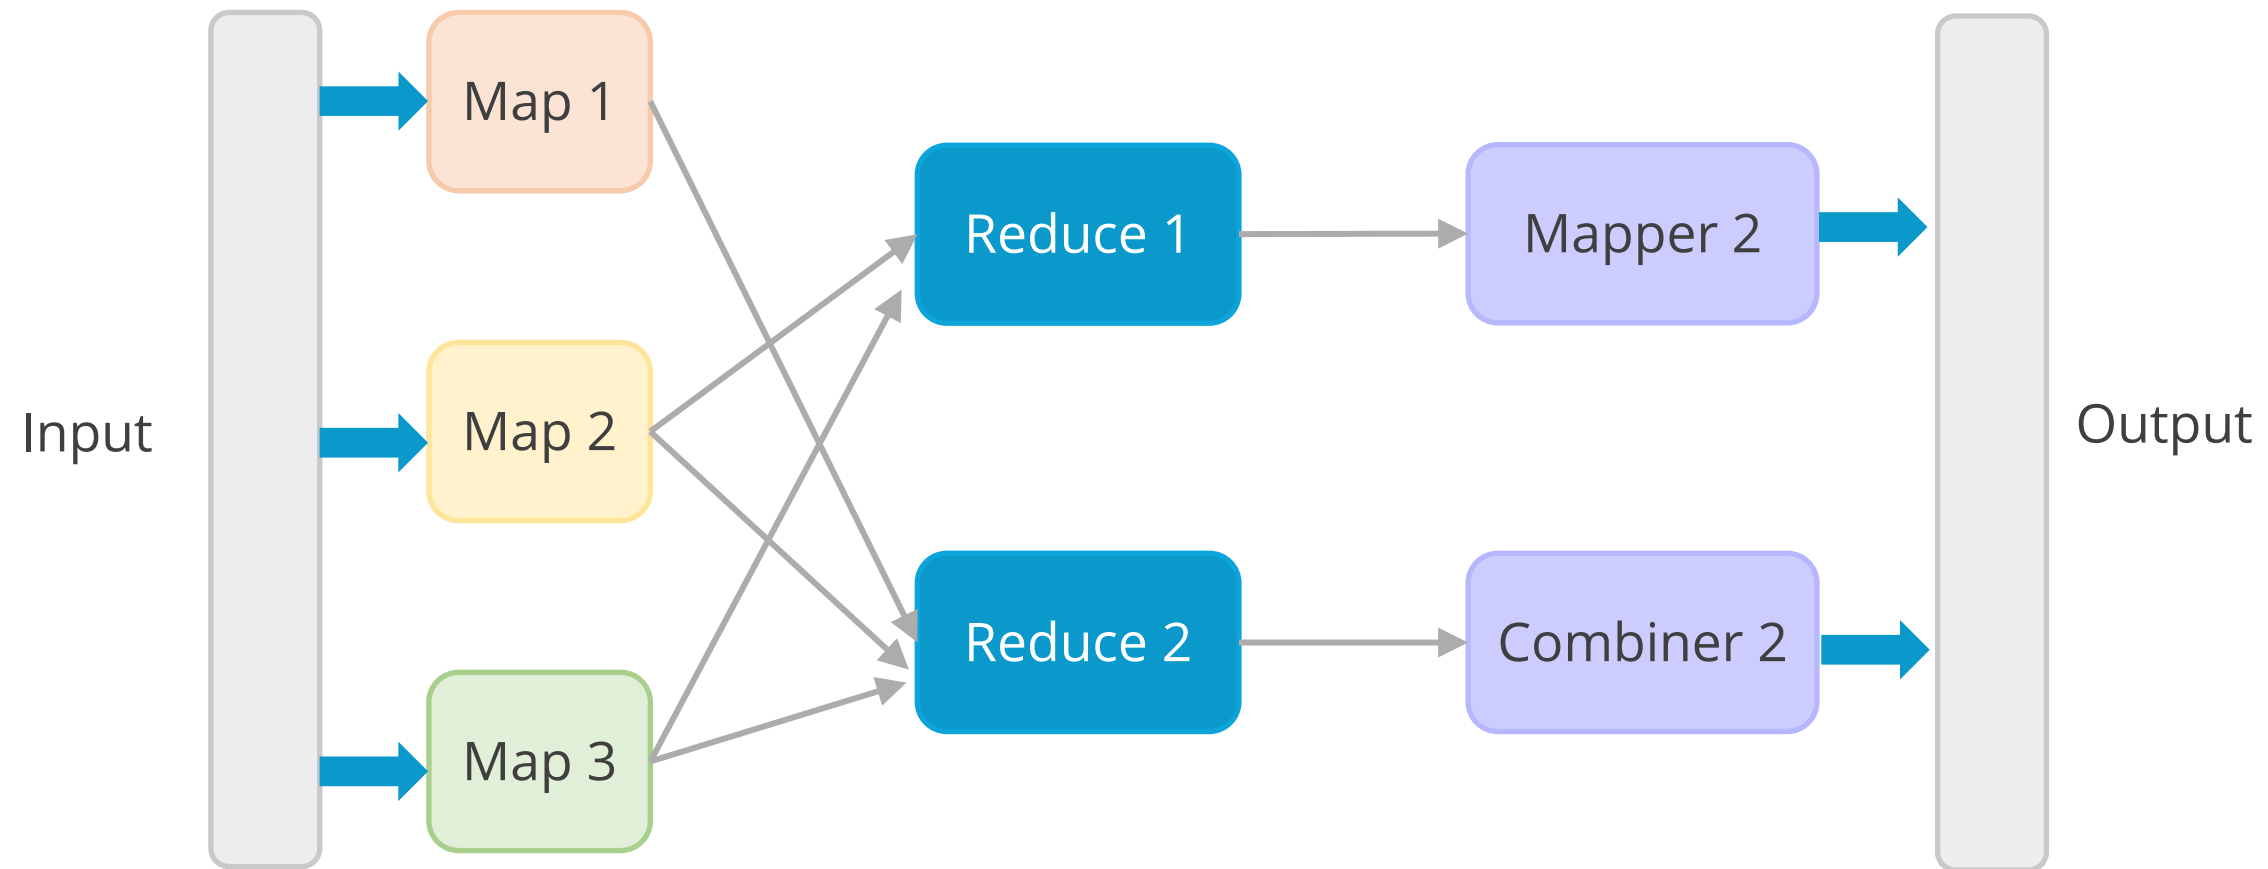 Input
Map 1
Map 2
Map 3
Reduce 1
Reduce 2
Mapper 2
Combiner 2
Output